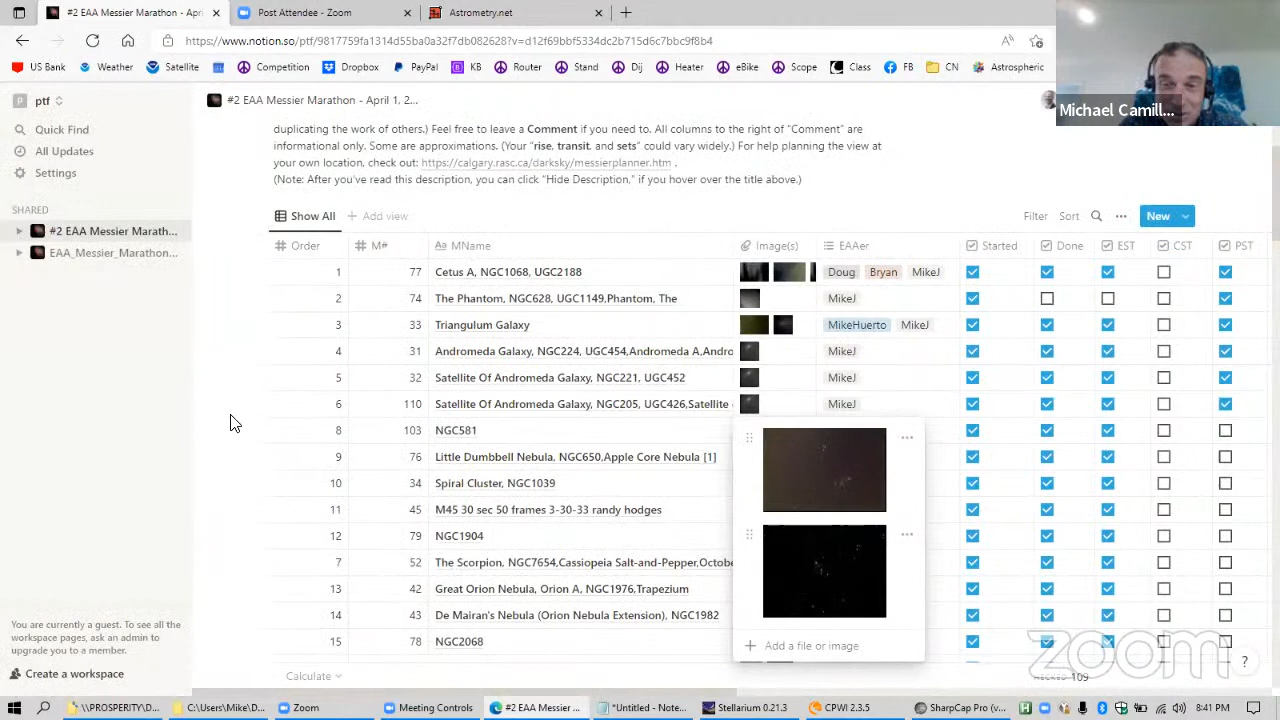 #2 EAA Messier Marathon - April
Post Attendee - Zoom
Astronomitry.com
https://www.notion.so/ptf/9817759fa1314d55ba0a32f7db082628?v=d12f69bbf5334dc2b715d6c7bbc9f8b4
US Bank Weather Satellite Competition Dropbox PayPal KB Router Stand Dij Heater eBike Scope Class FB CN Astrospheric
Michael Camill...
ptf
#2 EAA Messier Marathon - April 1, 2...
Quick Find
All Updates
Settings
SHARED
#2 EAA Messier Marath...
EAA_Messier_Marathon...
duplicating the work of others.) Feel free to leave a Comment if you need to. All columns to the right of "Comment" are
informational only. Some are approximations. (Your "rise, transit, and sets" could vary widely.) For help planning the view at
your own location, check out: https://calgary.rasc.ca/darksky/messierplanner.htm .
(Note: After you've read this description, you can click "Hide Description," if you hover over the title above.)
Show All + Add view Filter Sort ••• New
# Order # M# Aa MName Image(s) EAAer Started Done EST CST PST
1 77 Cetus A, NGC1068, UGC2188 Doug Bryan MikeJ
2 74 The Phantom, NGC628, UGC1149,Phantom, The MikeJ
3 33 Triangulum Galaxy MikeHuerto MikeJ
4 31 Andromeda Galaxy, NGC224, UGC454,Andromeda A,Andro MikeJ
5 32 Satellite Of Andromeda Galaxy, NGC221, UGC452 MikeJ
6 110 Satellite Of Andromeda Galaxy, NGC205, UGC426,Satellite MikeJ
8 103 NGC581
9 76 Little Dumbbell Nebula, NGC650,Apple Core Nebula [1]
10 34 Spiral Cluster, NGC1039
11 45 M45 30 sec 50 frames 3-30-33 randy hodges
12 79 NGC1904
7 52 The Scorpion, NGC7654,Cassiopeia Salt-and-Pepper,Octobe
13 42 Great Orion Nebula, Orion A, NGC1976,Trapezium
14 43 De Mairan's Nebula (Orion Nebula Extension), NGC1982
15 78 NGC2068
+ Add a file or image
You are currently a guest. To see all the
workspace pages, ask an admin to
upgrade you to a member.
Create a workspace
Calculate
109
zoom
?
\\PROSPERITY\D... C:\Users\Mike\D... Zoom Meeting Controls #2 EAA Messier ... *Untitled - Note... Stellarium 0.21.3 CPWI 2.3.5 SharpCap Pro (v... 8:41 PM